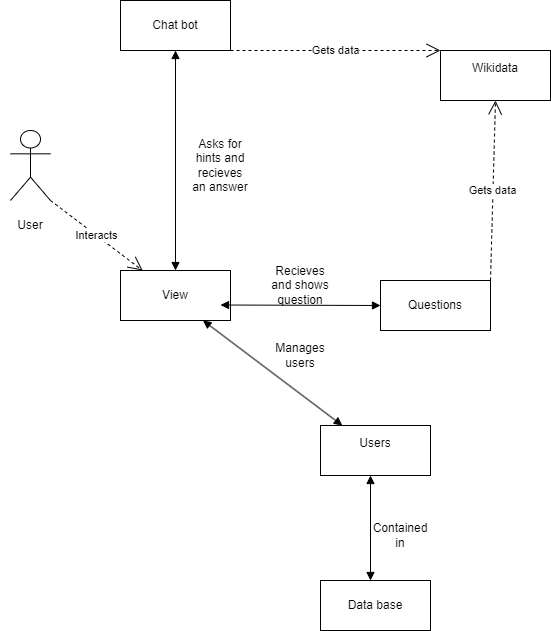 Chat bot
Gets data
Wikidata
Asks for
hints and
recieves
an answer
Gets data
User
Interacts
View
Recieves
and shows
question
Questions
Manages
users
Users
Contained
in
Data base